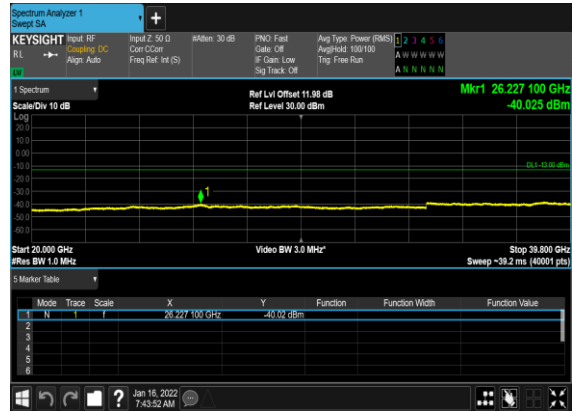 Spectrum Analyzer 1
Swept SA
+
KEYSIGHT Input: RF Input Z: 50 Ω #Atten: 30 dB PNO: Fast Avg Type: Power (RMS) 1 2 3 4 5 6
RL Coupling: DC Corr CCorr Gate: Off Avg|Hold: 100/100 A W W W W W
Align: Auto Freq Ref: Int (S) IF Gain: Low Trig: Free Run
Sig Track: Off A N N N N N
1 Spectrum Ref Lvl Offset 11.98 dB Mkr1 26.227 100 GHz
Scale/Div 10 dB Ref Level 30.00 dBm -40.025 dBm
Log
20.0
10.0
0.00
-10.0
DL1 -13.00 dBm
-20.0
-30.0
1
-40.0
-50.0
-60.0
Start 20.000 GHz Video BW 3.0 MHz* Stop 39.800 GHz
#Res BW 1.0 MHz Sweep ~39.2 ms (40001 pts)
5 Marker Table
Mode Trace Scale X Y Function Function Width Function Value
1 N 1 f 26.227 100 GHz -40.02 dBm
2
3
4
5
6
? Jan 16, 2022
7:43:52 AM